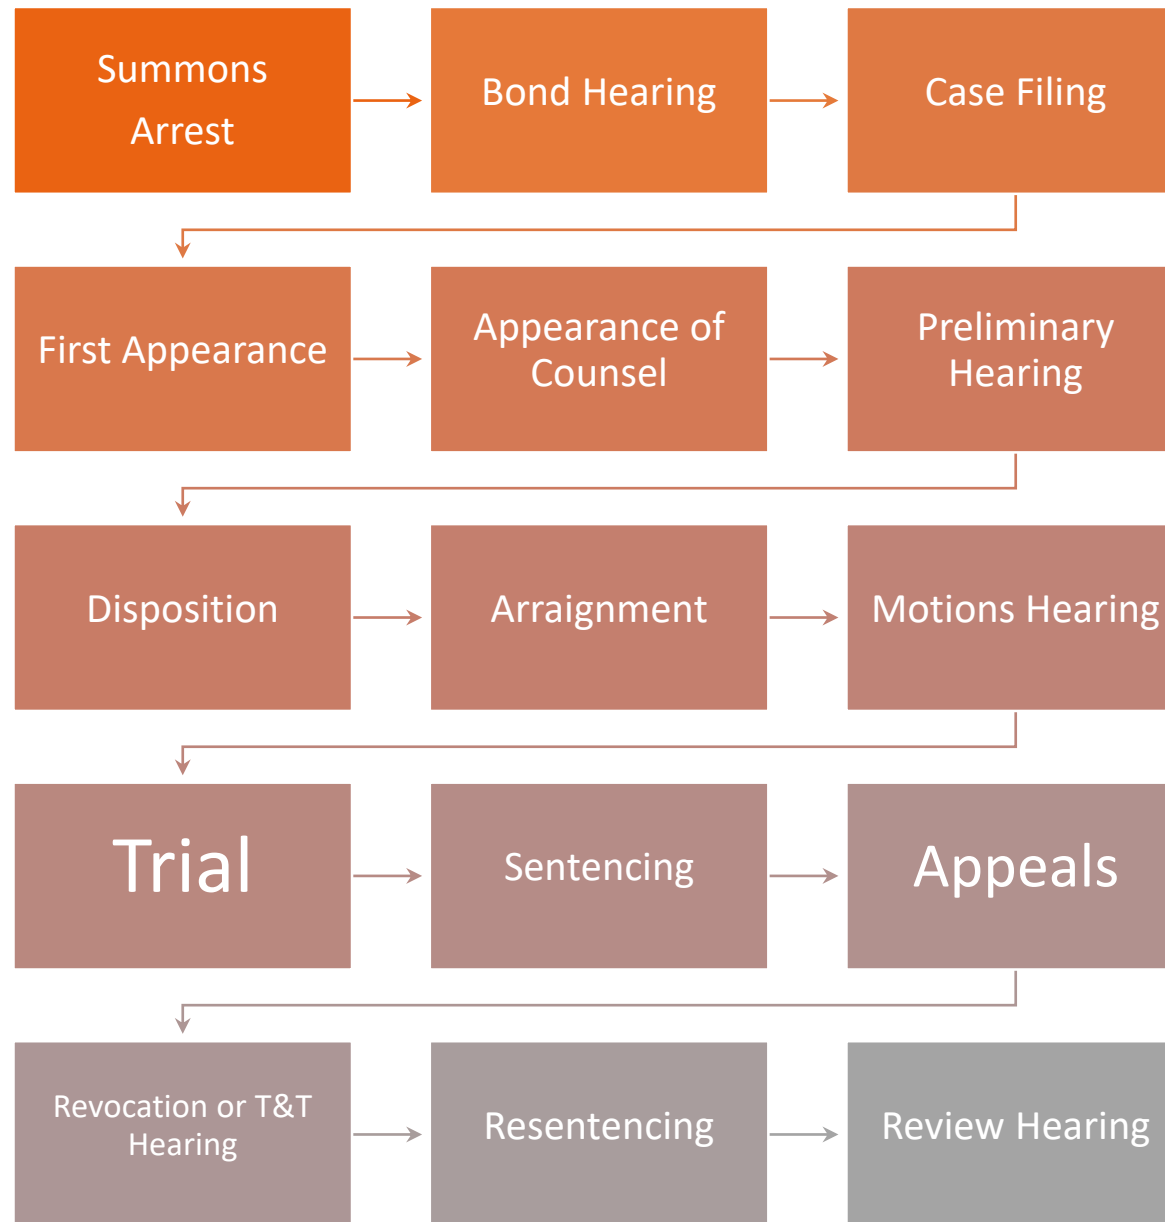 Summons
Arrest
Bond Hearing
Case Filing
First Appearance
Appearance of
Counsel
Preliminary
Hearing
Disposition
Arraignment
Motions Hearing
Trial
Sentencing
Appeals
Revocation or T&T
Hearing
Resentencing
Review Hearing